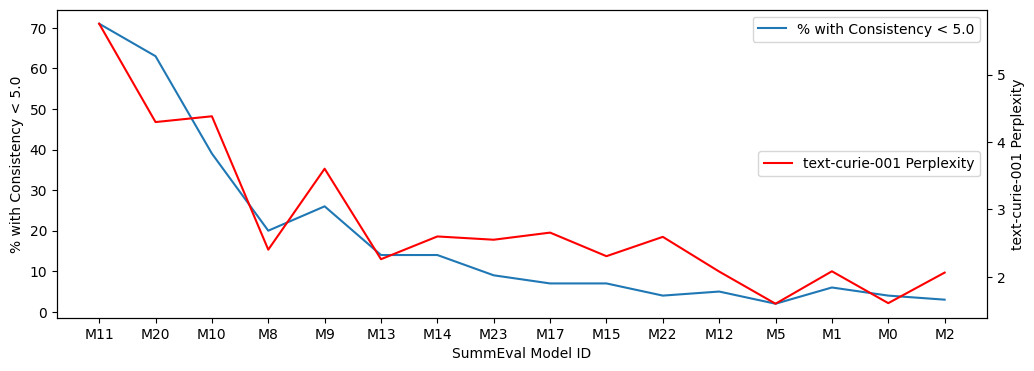 % with Consistency < 5.0
text-curie-001 Perplexity
70
60
50
40
30
20
10
0
% with Consistency < 5.0
5
4
3
2
text-curie-001 Perplexity
M11 M20 M10 M8 M9 M13 M14 M23 M17 M15 M22 M12 M5 M1 M0 M2
SummEval Model ID